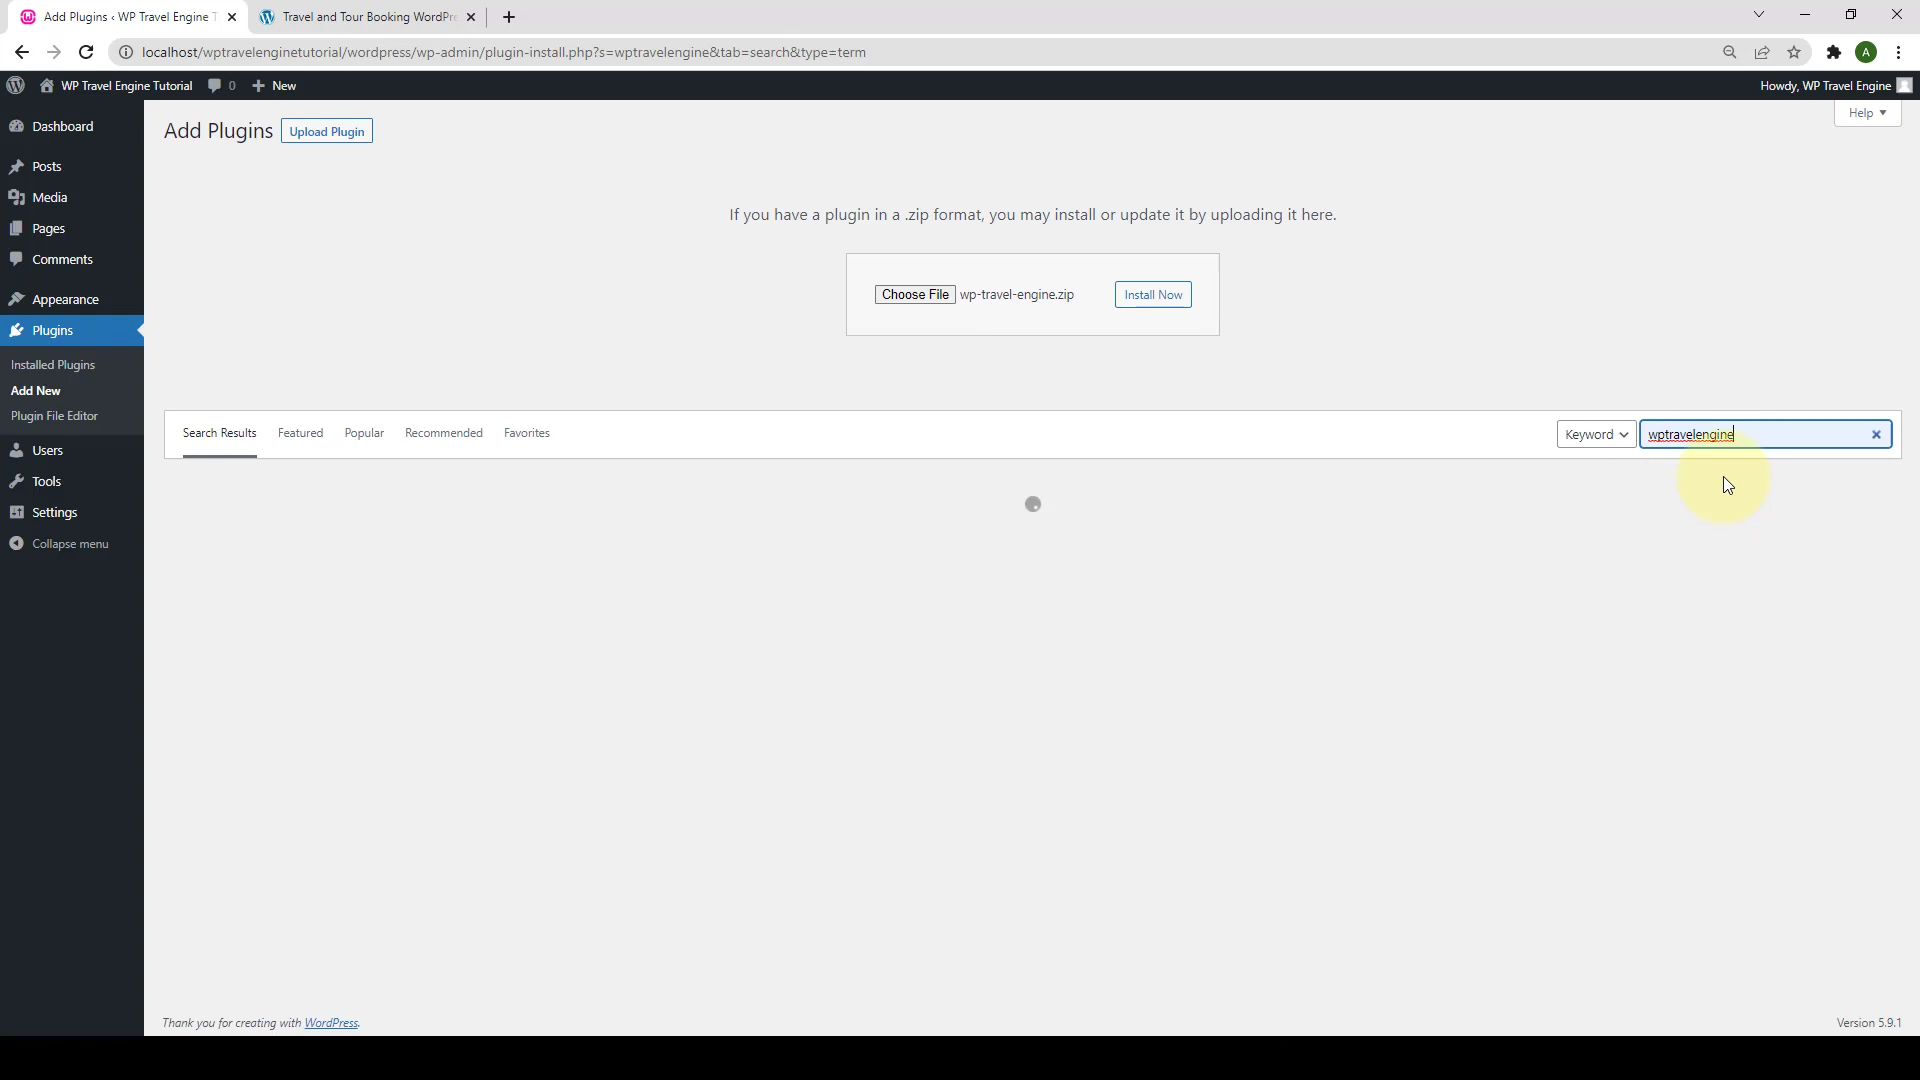 Add Plugins ‹ WP Travel Engine T
Travel and Tour Booking WordPre
localhost/wptravelenginetutorial/wordpress/wp-admin/plugin-install.php?s=wptravelengine&tab=search&type=term
A
WP Travel Engine Tutorial
0
New
Howdy, WP Travel Engine
Help
Dashboard
Posts
Media
Pages
Comments
Appearance
Plugins
Installed Plugins
Add New
Plugin File Editor
Users
Tools
Settings
Collapse menu
Add Plugins
Upload Plugin
If you have a plugin in a .zip format, you may install or update it by uploading it here.
Choose File wp-travel-engine.zip
Install Now
Search Results
Featured
Popular
Recommended
Favorites
Keyword
wptravelengine
Thank you for creating with WordPress.
Version 5.9.1